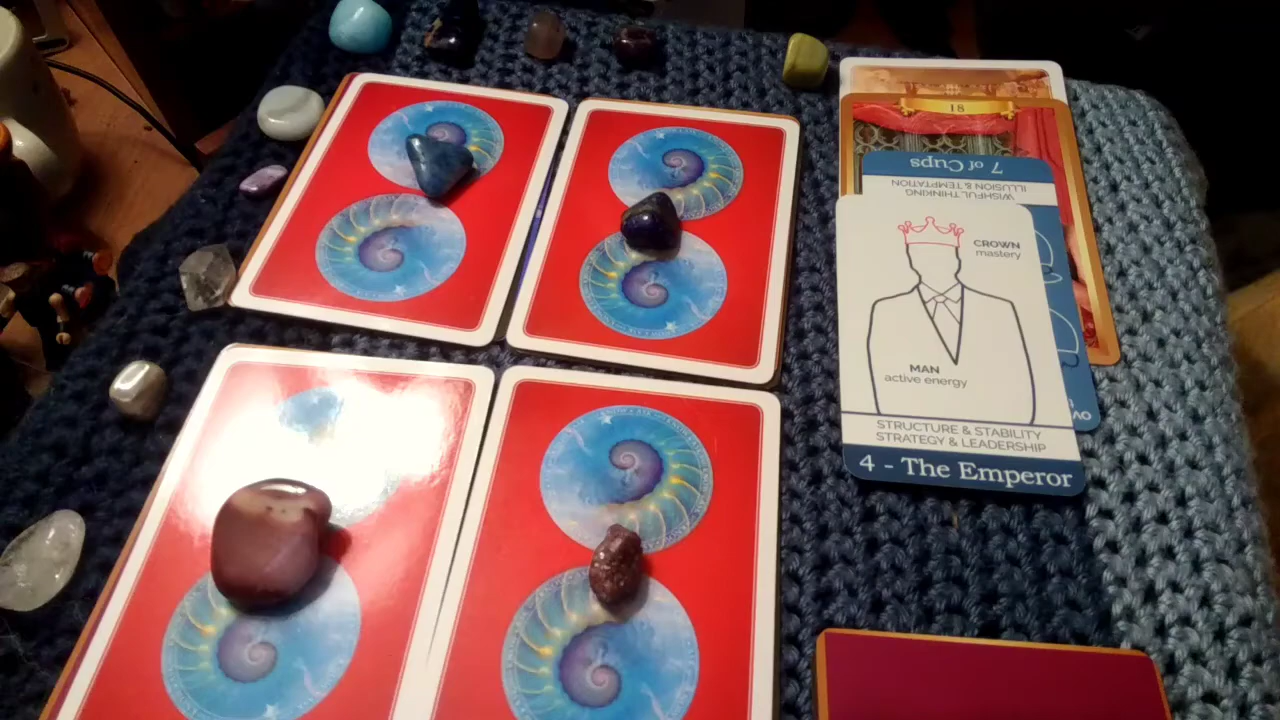 18
7 of Cups
WISHFUL THINKING
ILLUSION & TEMPTATION
CROWN
mastery
MAN
active energy
STRUCTURE & STABILITY
STRATEGY & LEADERSHIP
4 - The Emperor